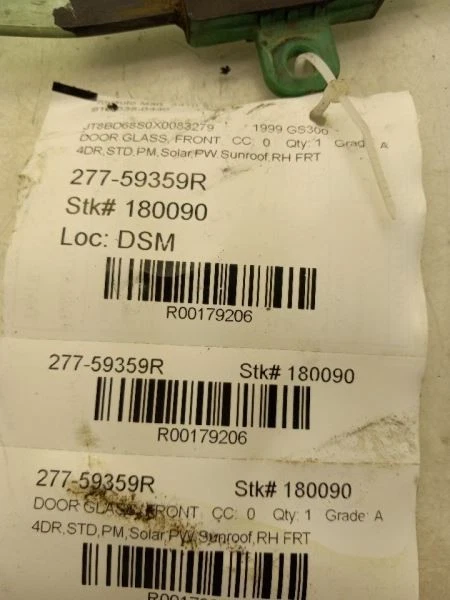 JT8BD68S0X0083279 1999 GS300
DOOR GLASS, FRONT CC: 0 Qty: 1 Grade: A
4DR,STD,PM,Solar,PW,Sunroof,RH FRT
277-59359R
Stk# 180090
Loc: DSM
R00179206
277-59359R Stk# 180090
R00179206
277-59359R Stk# 180090
DOOR GLASS, FRONT CC: 0 Qty: 1 Grade: A
4DR,STD,PM,Solar,PW,Sunroof,RH FRT